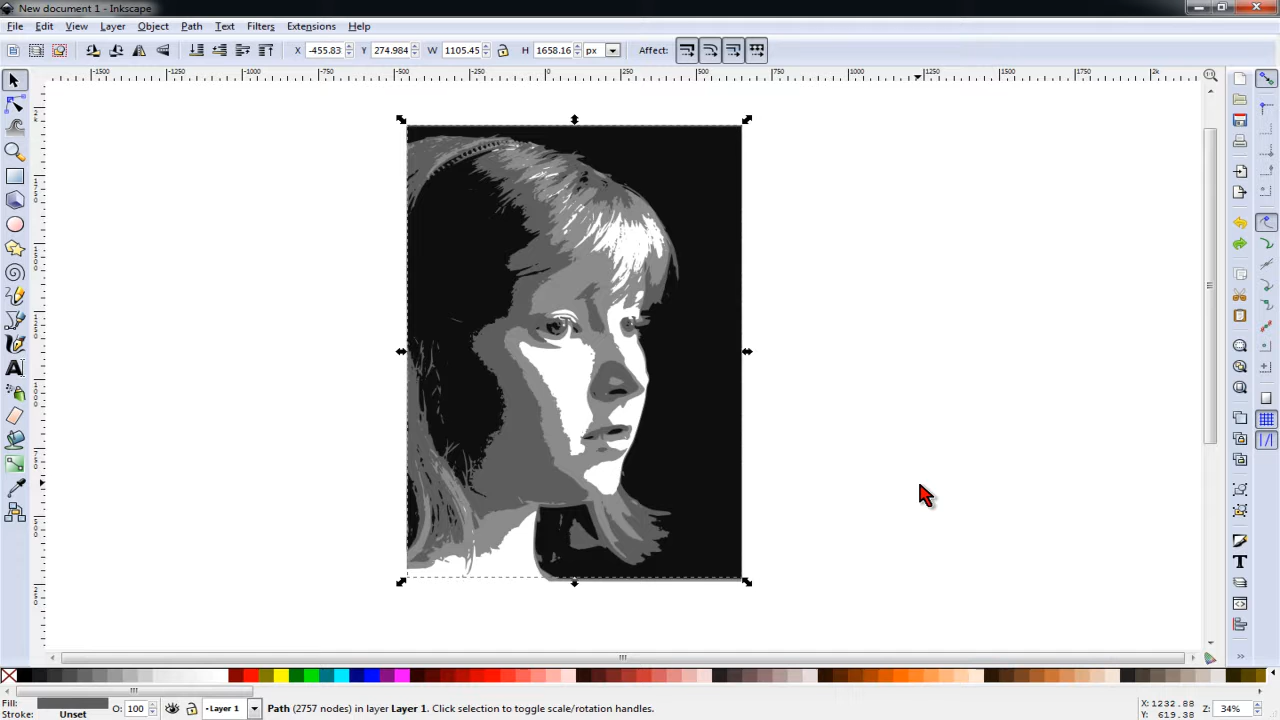 New document 1 - Inkscape
File Edit View Layer Object Path Text Filters Extensions Help
X -455.83 Y 274.984 W 1105.45 H 1658.16 px Affect:
-1500 -1250 -1000 -750 -500 -250 0 250 500 750 1000 1250 1500 1750 2k
Fill: O: 100 Layer 1 Path (2757 nodes) in layer Layer 1. Click selection to toggle scale/rotation handles. X: 1232.88 Z: 34%
Stroke: Unset Y: 619.38